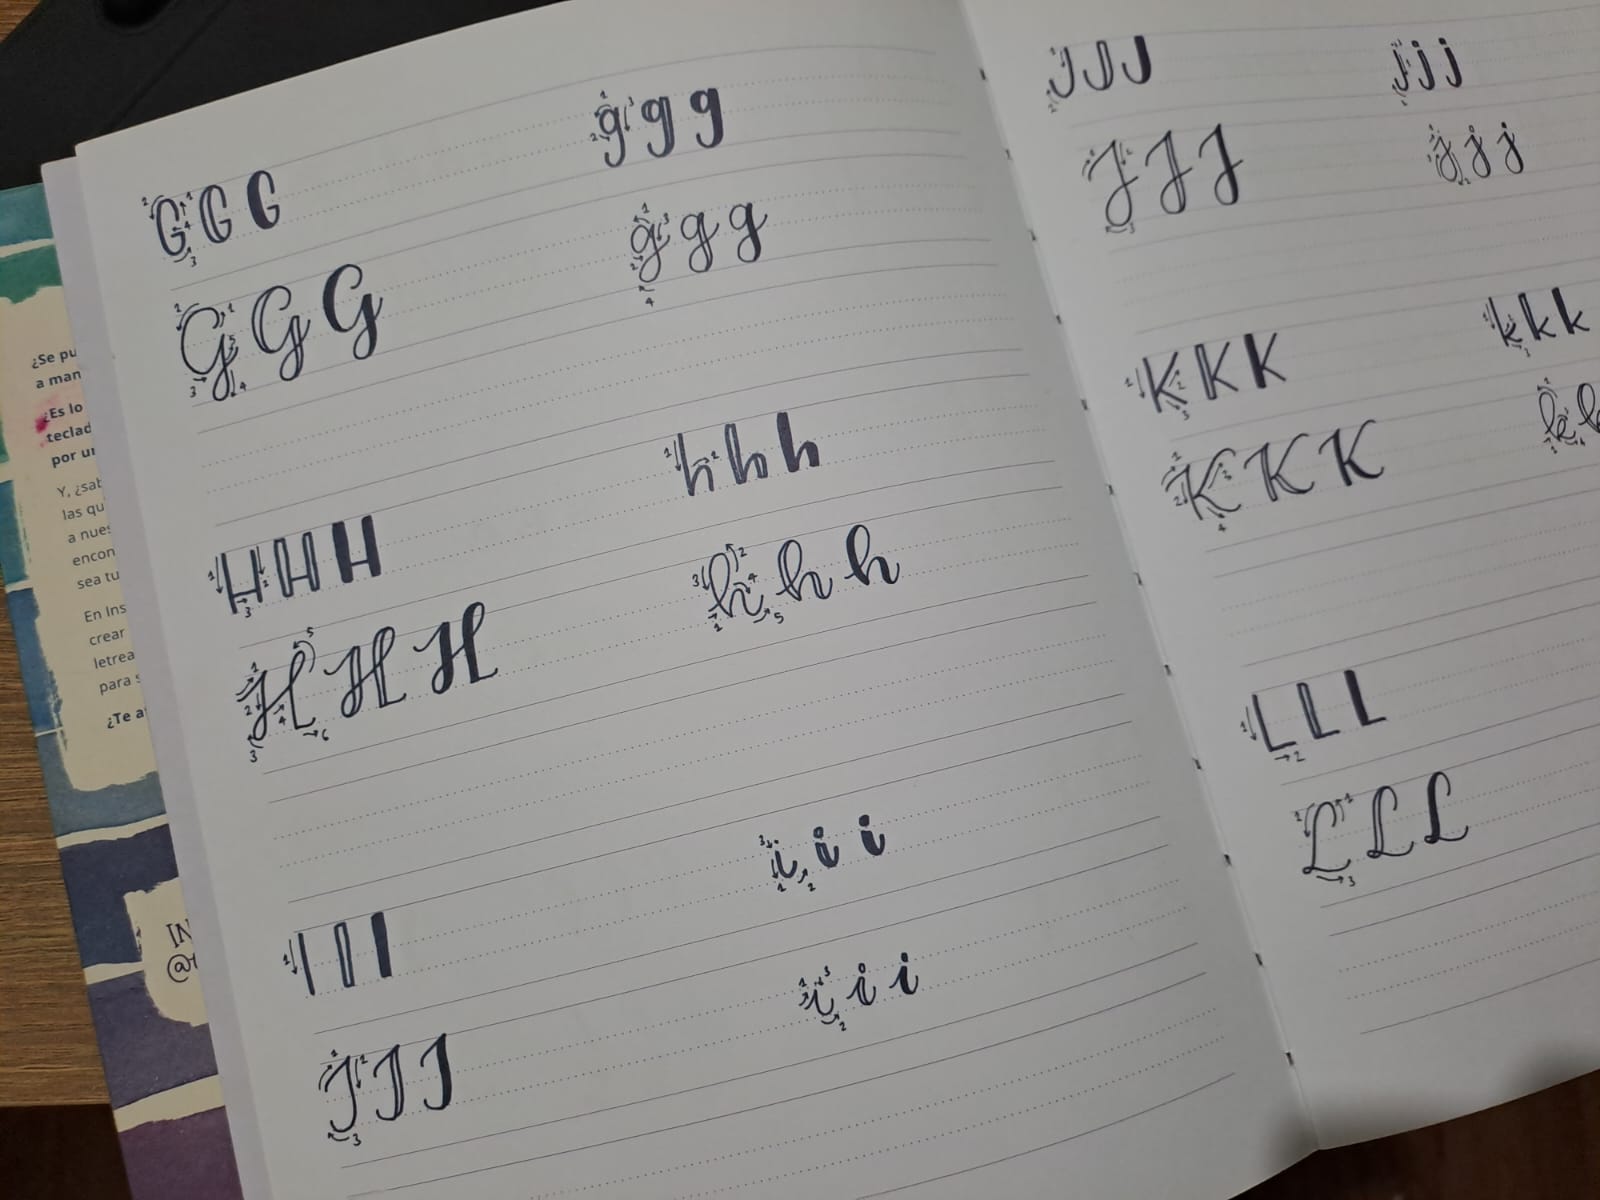 G G G
g g g
G G G
g g g
h h h
H H H
h h h
H H H
i i i
I I I
i i i
I I I
J J J
j j j
J J J
j j j
k k k
K K K
k k
K K K
L L L
L L L
¿Se pu
a man
¿Es lo
teclad
por un
Y, ¿sab
las qu
a nues
encon
sea tu
En Ins
crear
letrea
para s
¿Te a
IN
@